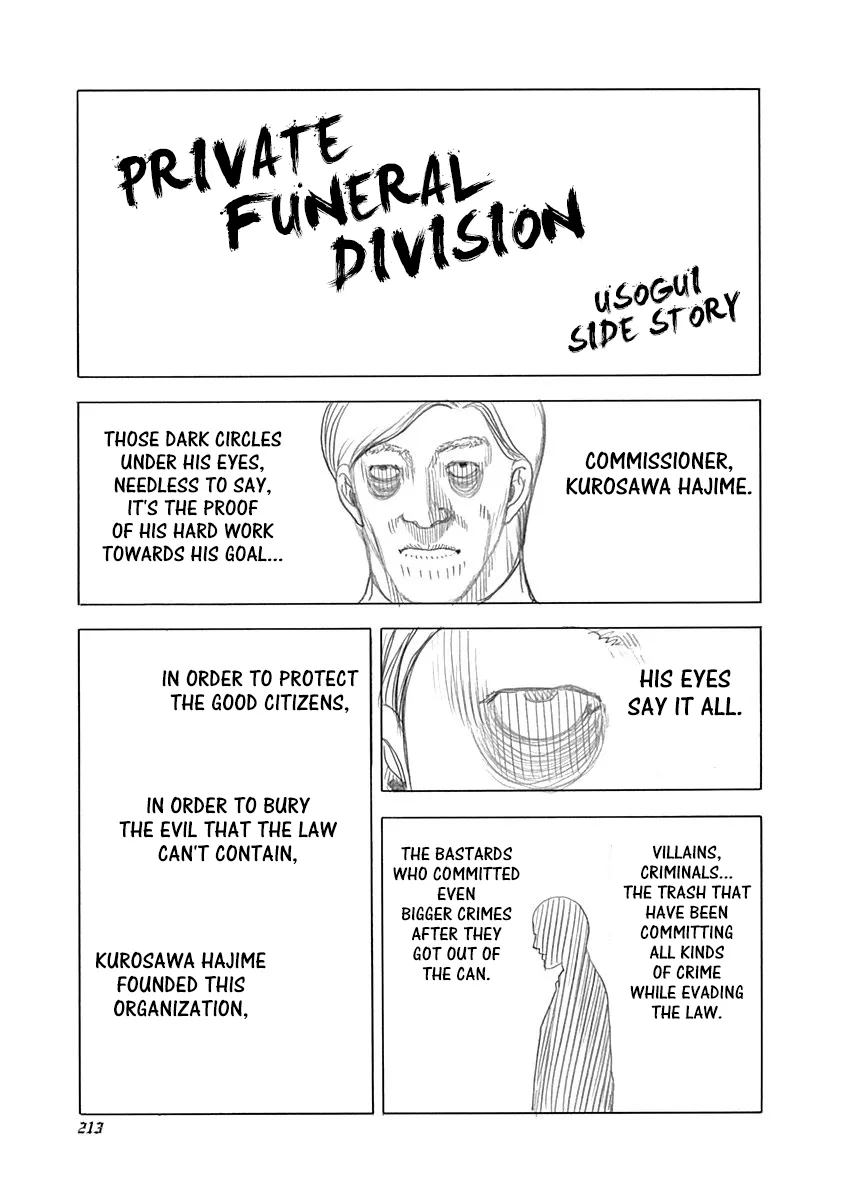 PRIVATE
FUNERAL
DIVISION
USOGUI
SIDE STORY
COMMISSIONER,
KUROSAWA HAJIME.
THOSE DARK CIRCLES
UNDER HIS EYES,
NEEDLESS TO SAY,
IT'S THE PROOF
OF HIS HARD WORK
TOWARDS HIS GOAL...
HIS EYES
SAY IT ALL.
VILLAINS,
CRIMINALS...
THE TRASH THAT
HAVE BEEN
COMMITTING
ALL KINDS
OF CRIME
WHILE EVADING
THE LAW.
THE BASTARDS
WHO COMMITTED
EVEN
BIGGER CRIMES
AFTER THEY
GOT OUT OF
THE CAN.
IN ORDER TO PROTECT
THE GOOD CITIZENS,
IN ORDER TO BURY
THE EVIL THAT THE LAW
CAN'T CONTAIN,
KUROSAWA HAJIME
FOUNDED THIS
ORGANIZATION,
213